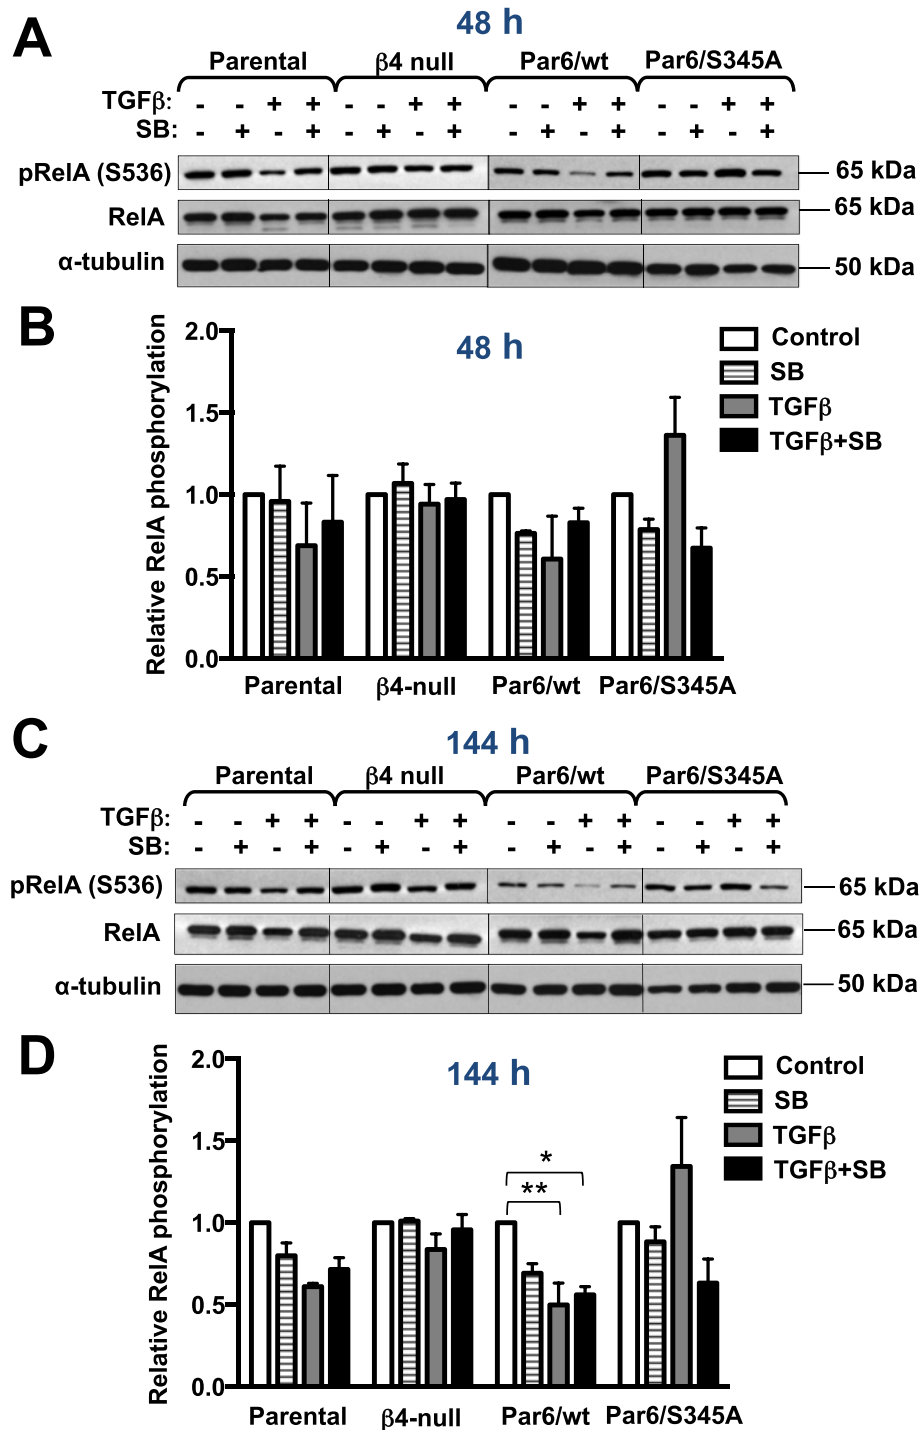 A
48 h
Parental β4 null Par6/wt Par6/S345A
TGFβ: - - + + - - + + - - + + - - + +
SB: - + - + - + - + - + - + - + - +
pRelA (S536) 65 kDa
RelA 65 kDa
α-tubulin 50 kDa
B
48 h
Relative RelA phosphorylation
2.0
1.5
1.0
0.5
0.0
Control
SB
TGFβ
TGFβ+SB
Parental β4-null Par6/wt Par6/S345A
C
144 h
Parental β4 null Par6/wt Par6/S345A
TGFβ: - - + + - - + + - - + + - - + +
SB: - + - + - + - + - + - + - + - +
pRelA (S536) 65 kDa
RelA 65 kDa
α-tubulin 50 kDa
D
144 h
Relative RelA phosphorylation
2.0
1.5
1.0
0.5
0.0
*
**
Control
SB
TGFβ
TGFβ+SB
Parental β4-null Par6/wt Par6/S345A